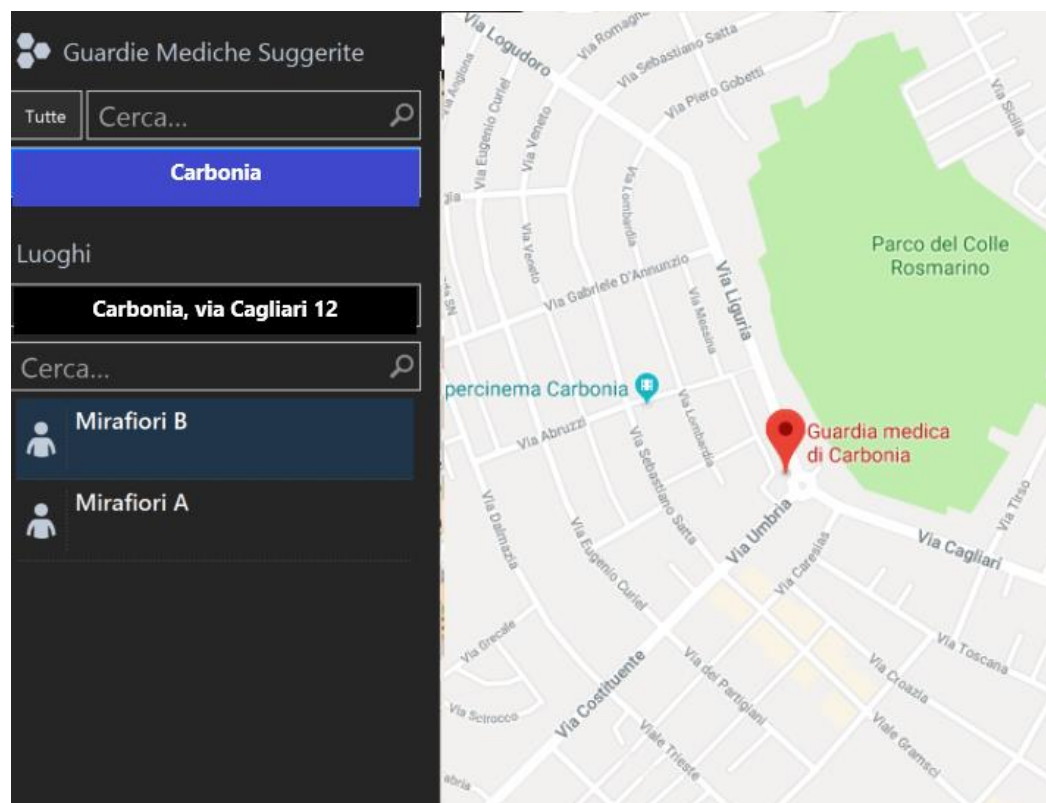 Guardie Mediche Suggerite
Tutte
Cerca...
Carbonia
Luoghi
Carbonia, via Cagliari 12
Cerca...
Mirafiori B
Mirafiori A
Via Logudoro
Via Romagna
Via Sebastiano Satta
Via Piero Gobetti
Via Sicilia
Via Anglona
Via Eugenio Curiel
Via Veneto
Via Lombardia
Via Veneto
Parco del Colle
Rosmarino
Via Gabriele D'Annunzio
Via Liguria
Via Messina
percinema Carbonia
Via Lombardia
Via Abruzzi
Guardia medica
di Carbonia
Via Sebastiano Satta
Via Dalmazia
Via Eugenio Curiel
Via Umbria
Via Caresias
Via Cagliari
Via Tirso
Via Grecale
Via Toscana
Via Croazia
Via dei Partigiani
Via Costituente
Via Scirocco
Viale Trieste
Viale Gramsci
abria